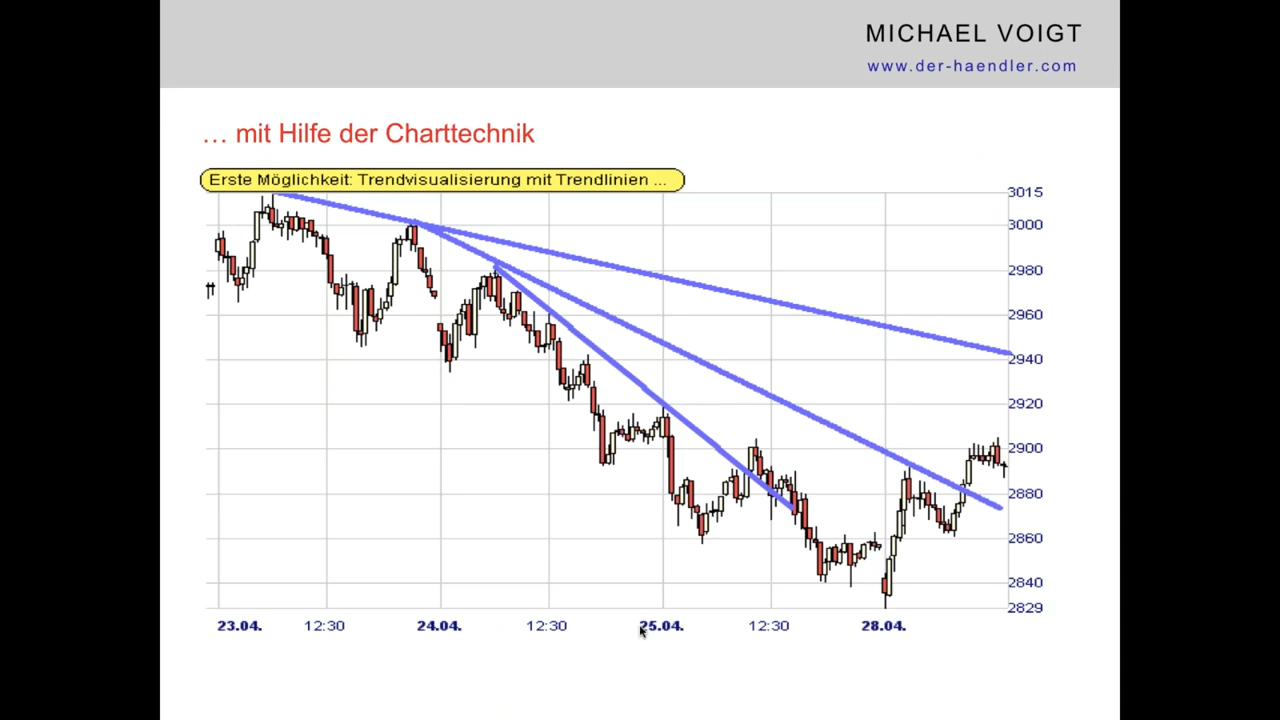 MICHAEL VOIGT
www.der-haendler.com
... mit Hilfe der Charttechnik
Erste Möglichkeit: Trendvisualisierung mit Trendlinien ...
3015
3000
2980
2960
2940
2920
2900
2880
2860
2840
2829
23.04. 12:30 24.04. 12:30 25.04. 12:30 28.04.